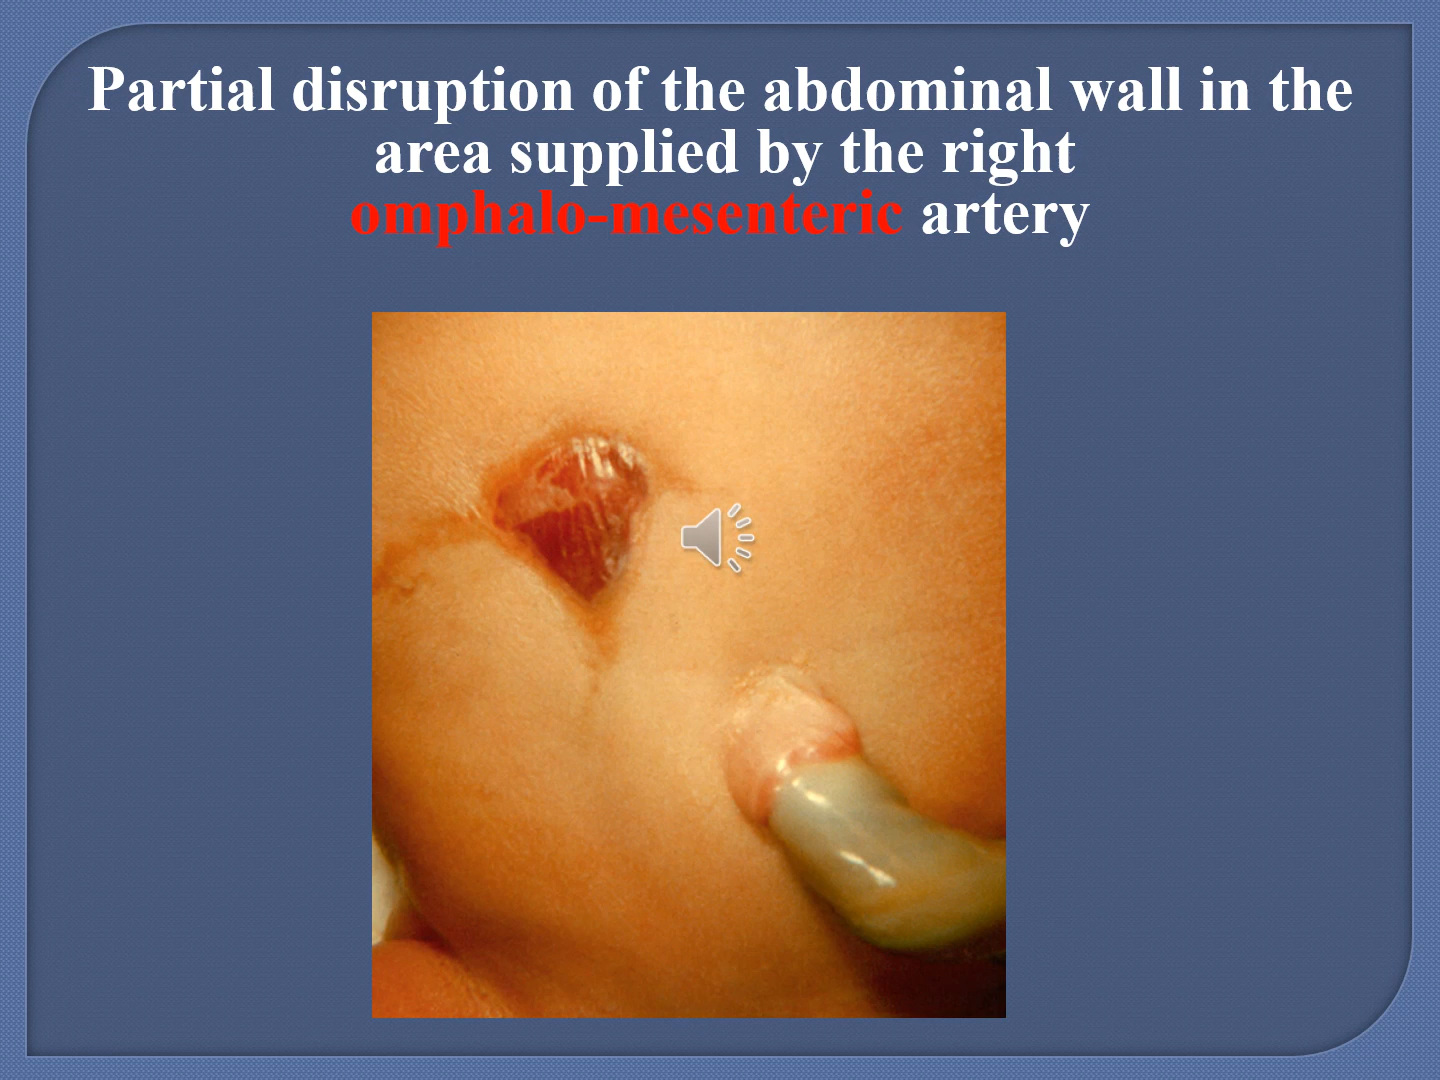 Partial disruption of the abdominal wall in the
area supplied by the right
omphalo-mesenteric artery